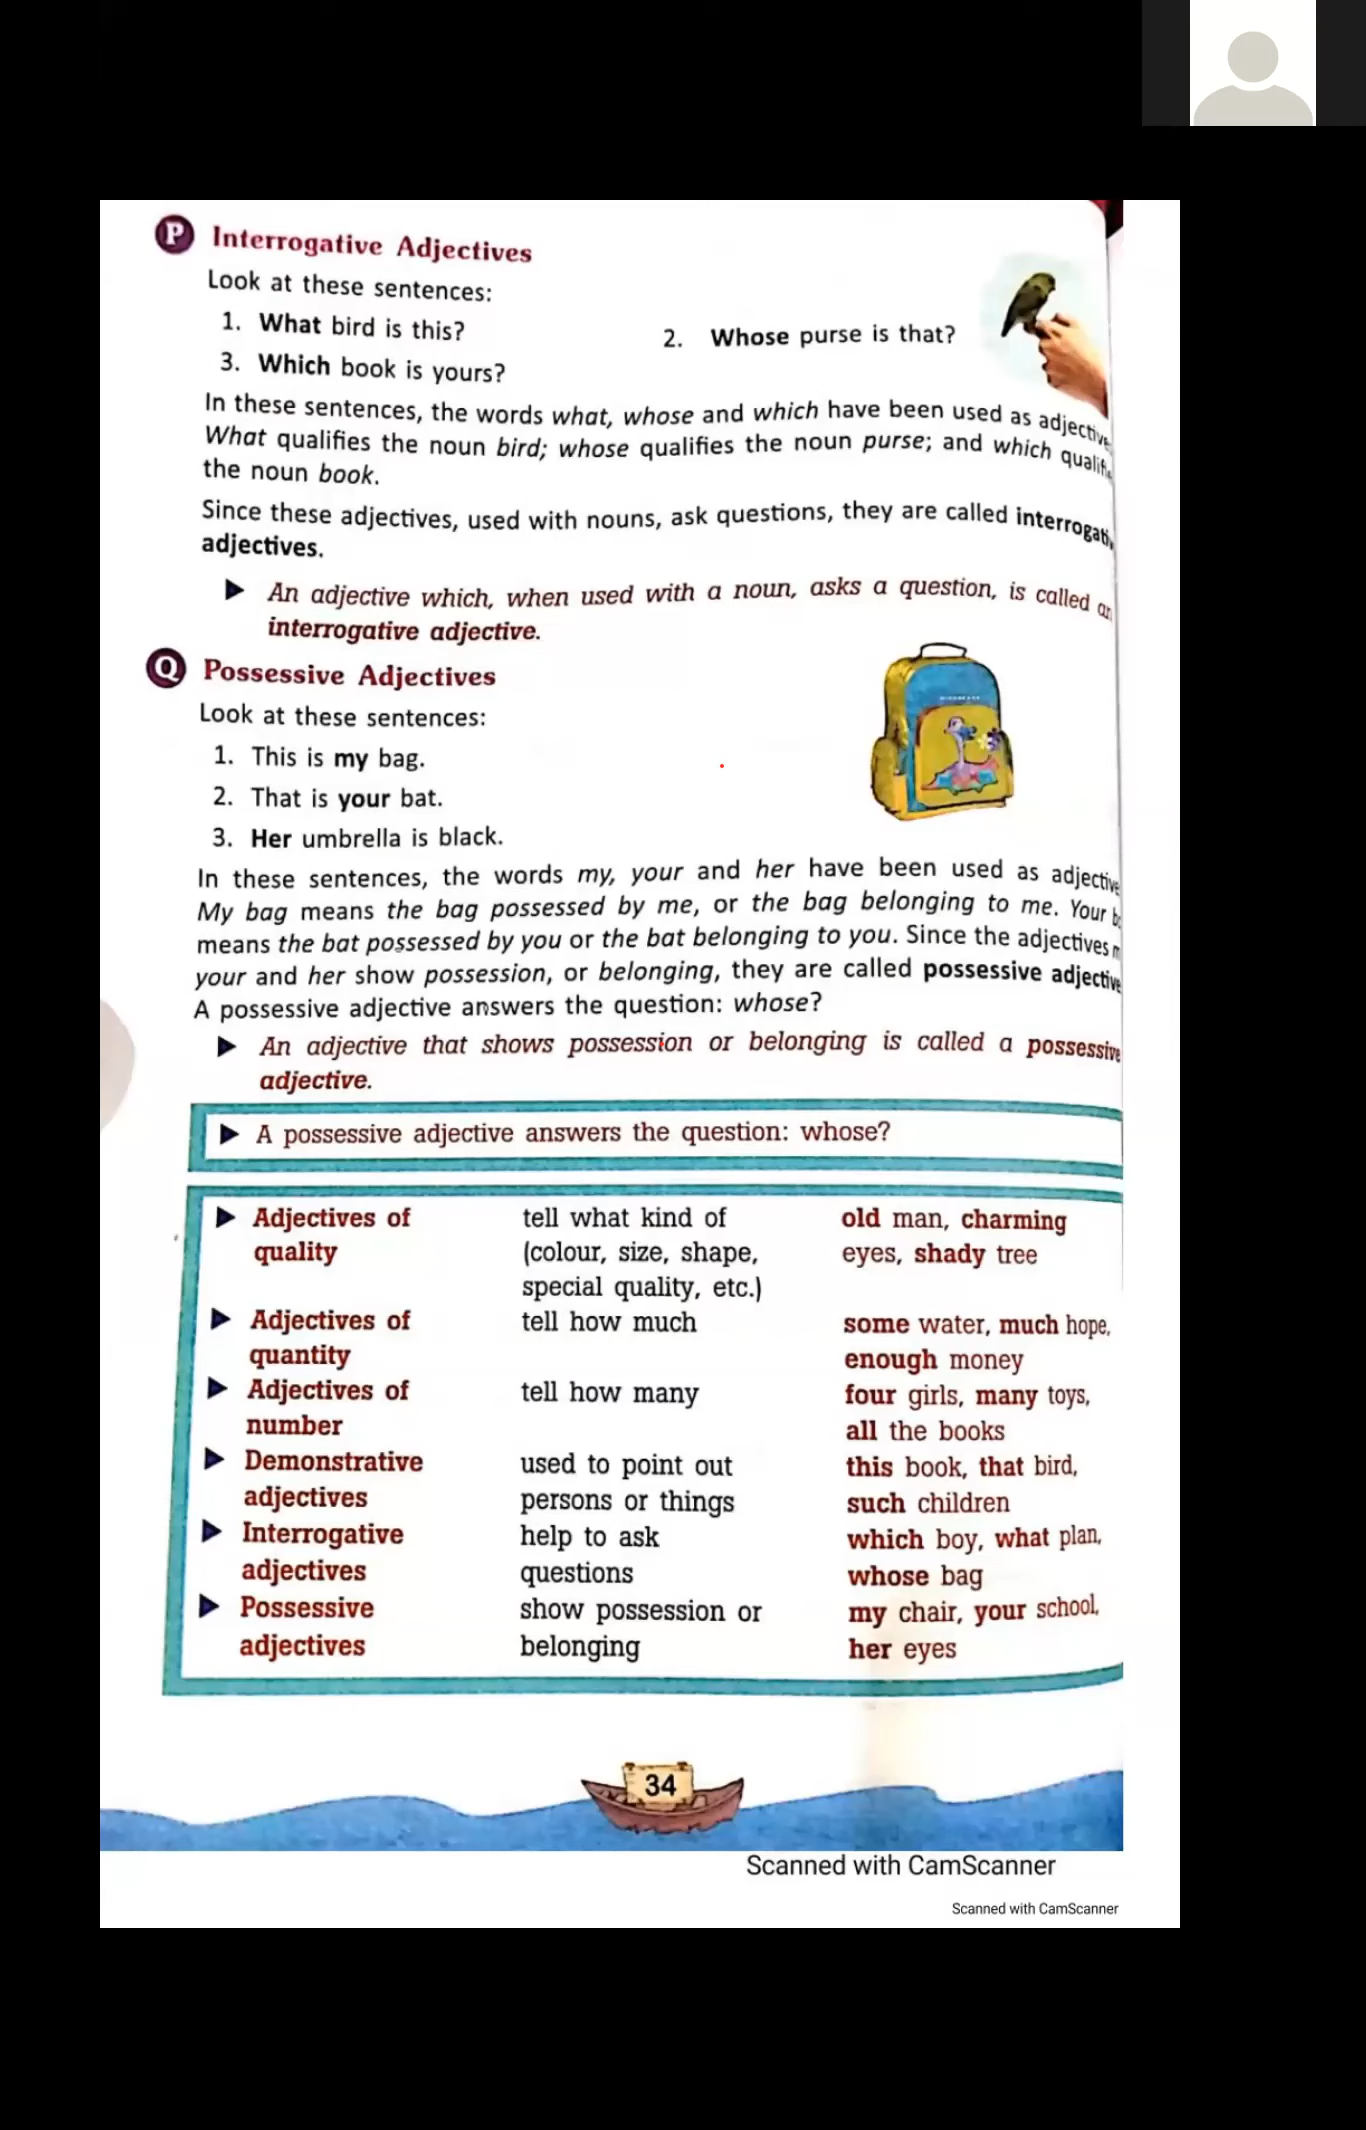 P Interrogative Adjectives
Look at these sentences:
1. What bird is this?
2. Whose purse is that?
3. Which book is yours?
In these sentences, the words what, whose and which have been used as
What qualifies the noun bird; whose qualifies the noun purse; and which
the noun book.
Since these adjectives, used with nouns, ask questions, they are called
adjectives.
An adjective which, when used with a noun, asks a question, is called
interrogative adjective.
Q Possessive Adjectives
Look at these sentences:
1. This is my bag.
2. That is your bat.
3. Her umbrella is black.
In these sentences, the words my, your and her have been used as
My bag means the bag possessed by me, or the bag belonging to me. Your
means the bat possessed by you or the bat belonging to you. Since the adjectives
your and her show possession, or belonging, they are called possessive
A possessive adjective answers the question: whose?
An adjective that shows possession or belonging is called a possessive
adjective.
A possessive adjective answers the question: whose?
Adjectives of tell what kind of old man, charming
quality (colour, size, shape, eyes, shady tree
special quality, etc.)
Adjectives of tell how much some water, much hope,
quantity enough money
Adjectives of tell how many four girls, many toys,
number all the books
Demonstrative used to point out this book, that bird,
adjectives persons or things such children
Interrogative help to ask which boy, what plan,
adjectives questions whose bag
Possessive show possession or my chair, your school,
adjectives belonging her eyes
34
Scanned with CamScanner
Scanned with CamScanner